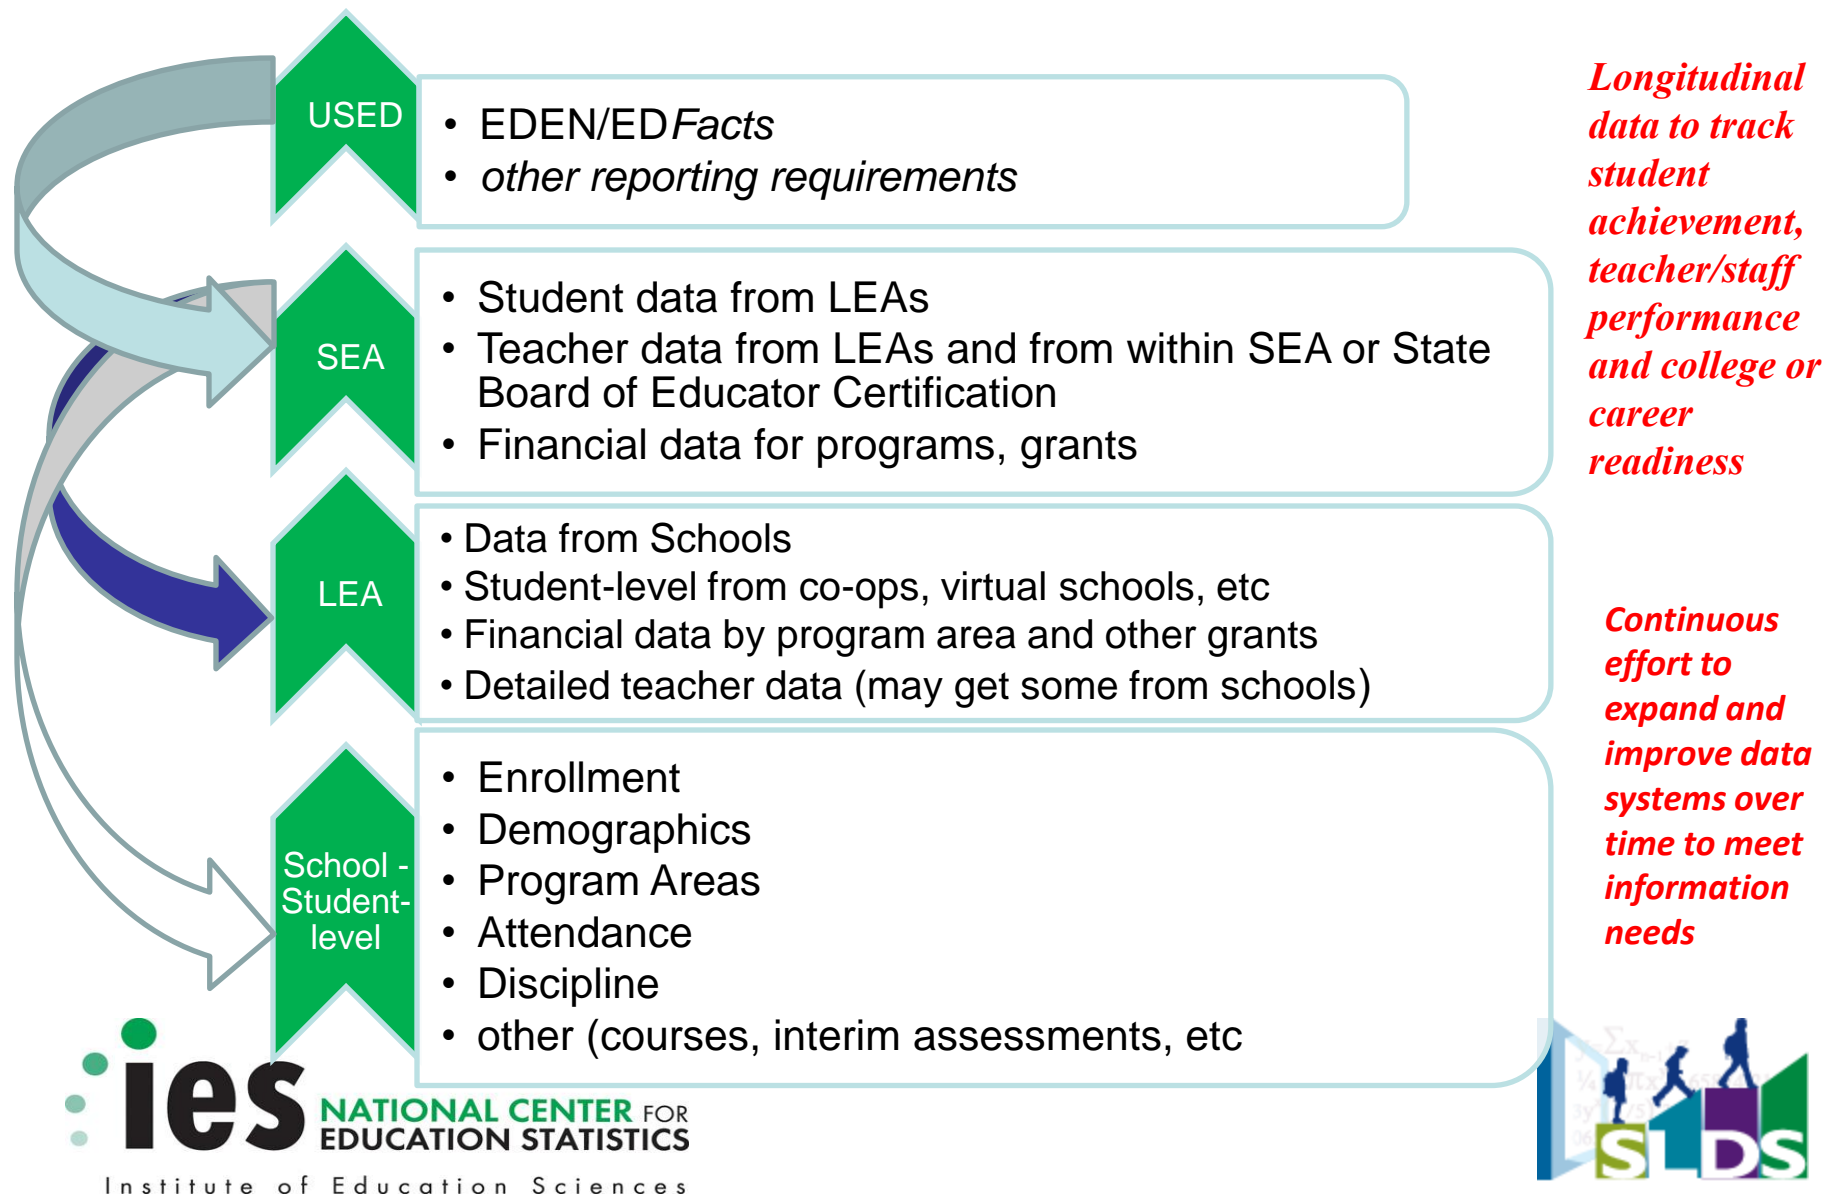 USED
• EDEN/EDFacts
• other reporting requirements
SEA
• Student data from LEAs
• Teacher data from LEAs and from within SEA or State
Board of Educator Certification
• Financial data for programs, grants
LEA
• Data from Schools
• Student-level from co-ops, virtual schools, etc
• Financial data by program area and other grants
• Detailed teacher data (may get some from schools)
School -
Student-
level
• Enrollment
• Demographics
• Program Areas
• Attendance
• Discipline
• other (courses, interim assessments, etc
Longitudinal
data to track
student
achievement,
teacher/staff
performance
and college or
career
readiness
Continuous
effort to
expand and
improve data
systems over
time to meet
information
needs
ies
NATIONAL CENTER FOR
EDUCATION STATISTICS
Institute of Education Sciences
SLDS